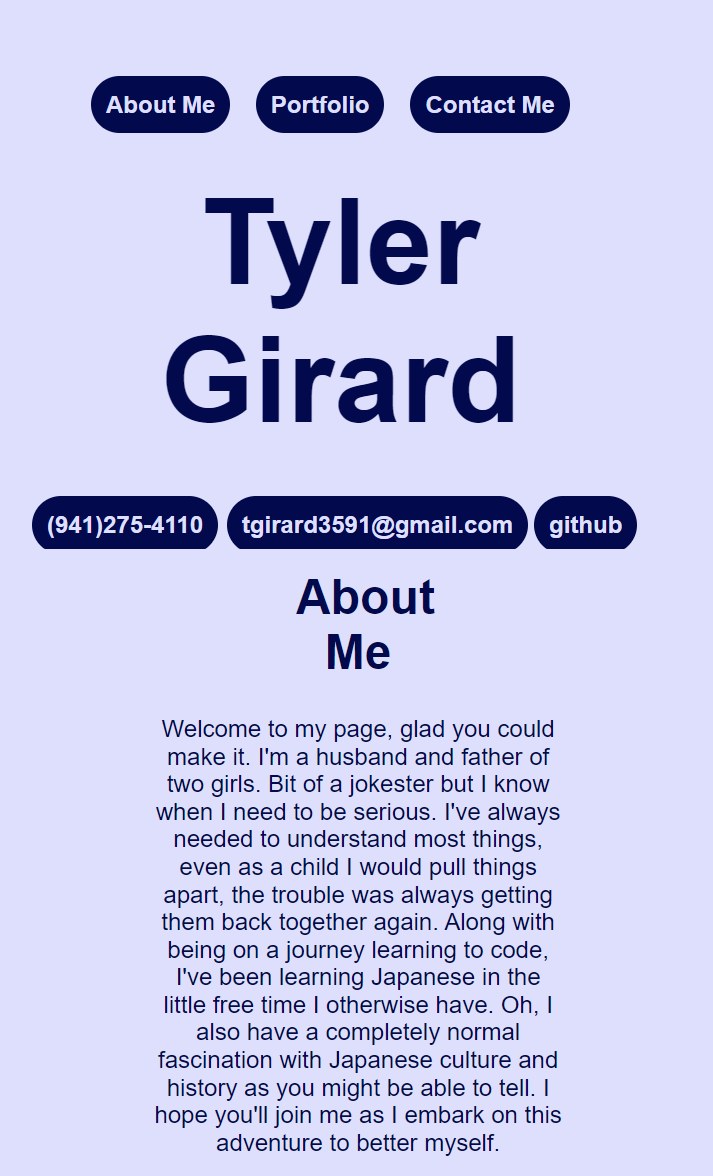 About Me Portfolio Contact Me
Tyler
Girard
(941)275-4110 tgirard3591@gmail.com github
About
Me
Welcome to my page, glad you could
make it. I'm a husband and father of
two girls. Bit of a jokester but I know
when I need to be serious. I've always
needed to understand most things,
even as a child I would pull things
apart, the trouble was always getting
them back together again. Along with
being on a journey learning to code,
I've been learning Japanese in the
little free time I otherwise have. Oh, I
also have a completely normal
fascination with Japanese culture and
history as you might be able to tell. I
hope you'll join me as I embark on this
adventure to better myself.